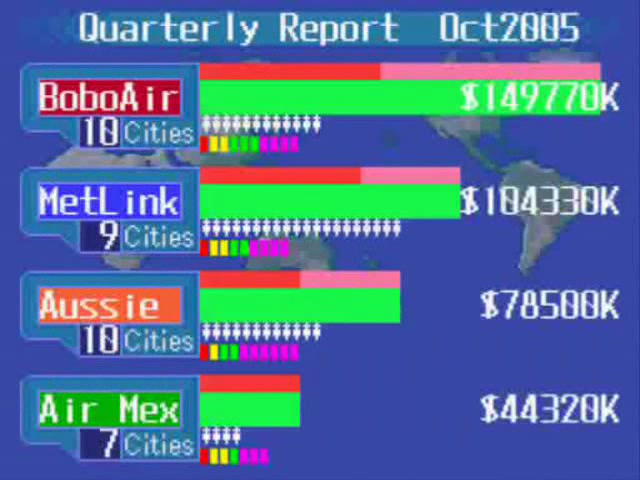 Quarterly Report Oct2005
BoboAir $149770K
10 Cities
MetLink $104330K
9 Cities
Aussie $78500K
10 Cities
Air Mex $44320K
7 Cities